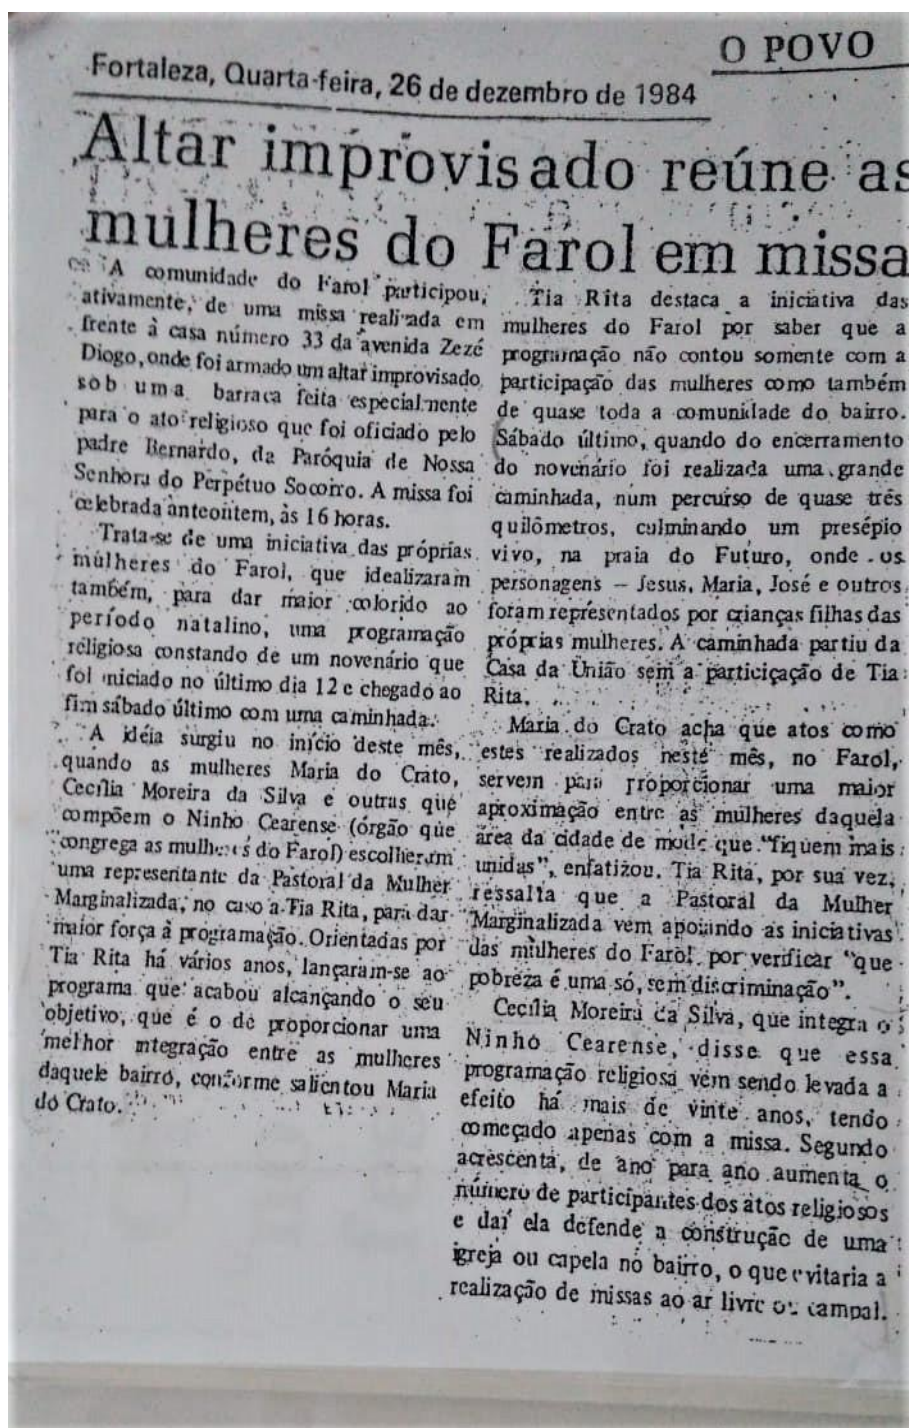 O POVO
Fortaleza, Quarta-feira, 26 de dezembro de 1984
Altar improvisado reúne as
mulheres do Farol em missa
A comunidade do Farol participou,
ativamente, de uma missa realizada em
frente à casa número 33 da avenida Zezé
Diogo, onde foi armado um altar improvisado
sob uma barraca feita especialmente
para o ato religioso que foi oficiado pelo
padre Bernardo, da Paróquia de Nossa
Senhora do Perpétuo Socorro. A missa foi
celebrada anteontem, às 16 horas.
Trata-se de uma iniciativa das próprias
mulheres do Farol, que idealizaram
também, para dar maior colorido ao
período natalino, uma programação
religiosa constando de um novenário que
foi iniciado no último dia 12 e chegado ao
fim sábado último com uma caminhada.
A idéia surgiu no início deste mês,
quando as mulheres Maria do Crato,
Cecília Moreira da Silva e outras que
compõem o Ninho Cearense (órgão que
congrega as mulheres do Farol) escolheram
uma representante da Pastoral da Mulher
Marginalizada, no caso a Tia Rita, para dar
maior força à programação. Orientadas por
Tia Rita há vários anos, lançaram-se ao
programa que acabou alcançando o seu
objetivo, que é o de proporcionar uma
melhor integração entre as mulheres
daquele bairro, conforme salientou Maria
do Crato.
Tia Rita destaca a iniciativa das
mulheres do Farol por saber que a
programação não contou somente com a
participação das mulheres como também
de quase toda a comunidade do bairro.
Sábado último, quando do encerramento
do novenário foi realizada uma grande
caminhada, num percurso de quase três
quilômetros, culminando um presépio
vivo, na praia do Futuro, onde os
personagens — Jesus, Maria, José e outros
foram representados por crianças filhas das
próprias mulheres. A caminhada partiu da
Casa da União sem a particiçação de Tia
Rita.
Maria do Crato acha que atos como
estes realizados neste mês, no Farol,
servem para proporcionar uma maior
aproximação entre as mulheres daquela
área da cidade de modo que "fiquem mais
unidas", enfatizou. Tia Rita, por sua vez,
ressalta que a Pastoral da Mulher
Marginalizada vem apoiando as iniciativas
das mulheres do Farol por verificar "que
pobreza é uma só, sem discriminação".
Cecília Moreira da Silva, que integra o
Ninho Cearense, disse que essa
programação religiosa vem sendo levada a
efeito há mais de vinte anos, tendo
começado apenas com a missa. Segundo
acrescenta, de ano para ano aumenta o
número de participantes dos atos religiosos
e daí ela defende a construção de uma
igreja ou capela no bairro, o que evitaria a
realização de missas ao ar livre ou campal.